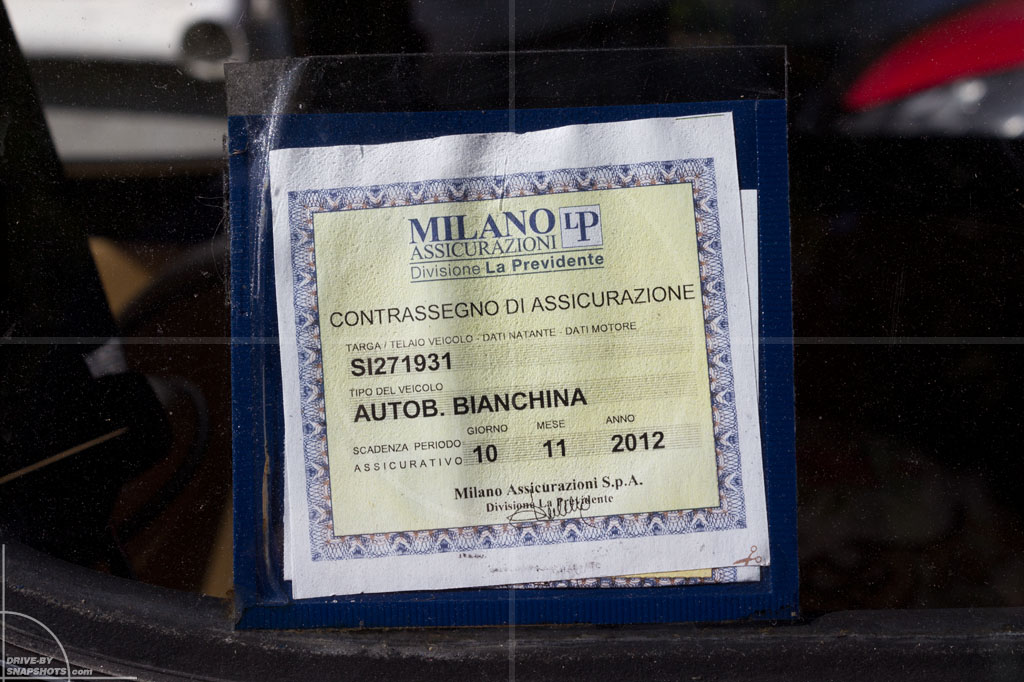 MILANO LP
ASSICURAZIONI
Divisione La Previdente
CONTRASSEGNO DI ASSICURAZIONE
TARGA / TELAIO VEICOLO - DATI NATANTE - DATI MOTORE
SI271931
TIPO DEL VEICOLO
AUTOB. BIANCHINA
GIORNO MESE ANNO
SCADENZA PERIODO
ASSICURATIVO 10 11 2012
Milano Assicurazioni S.p.A.
Divisione La Previdente
DRIVE-BY
SNAPSHOTS.com